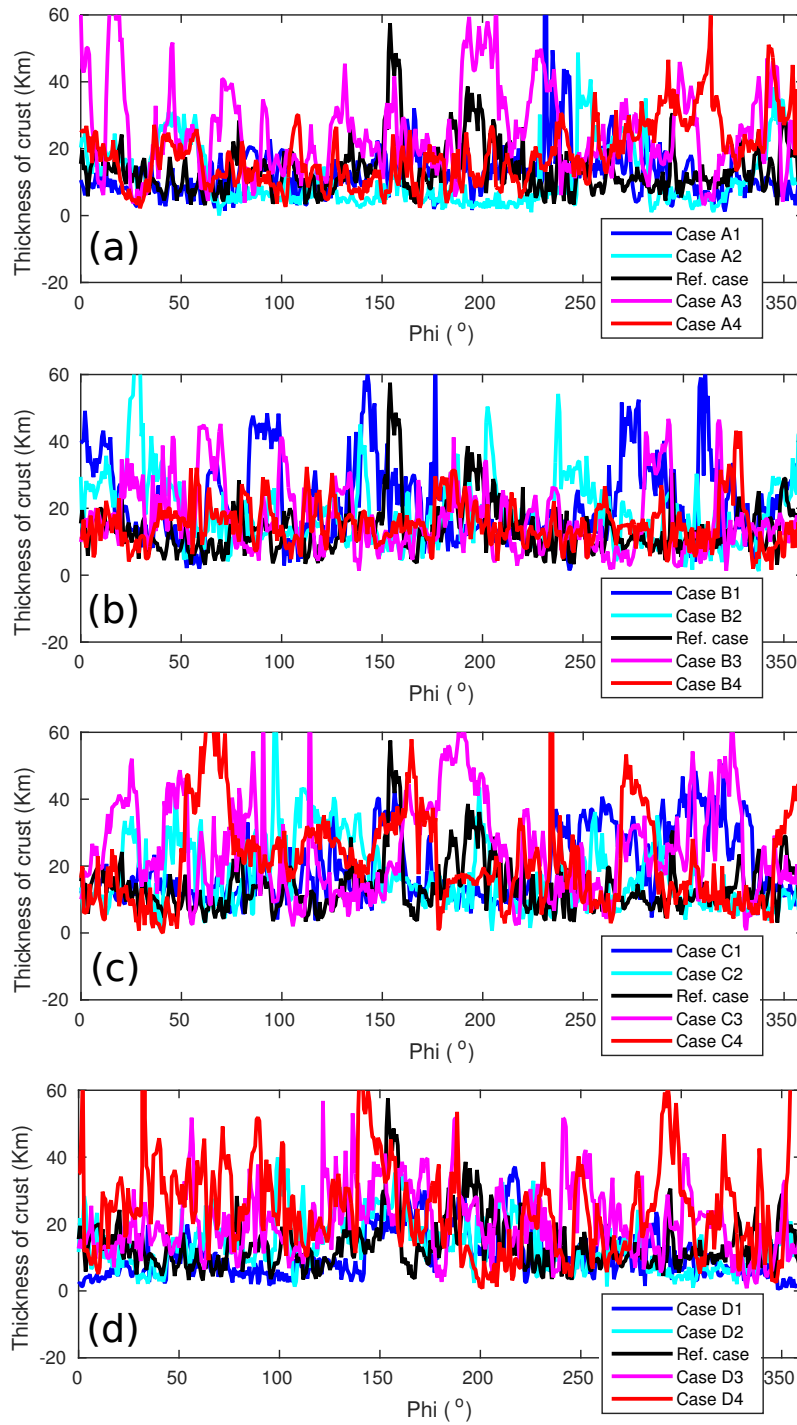 60
40
20
0
-20
Thickness of crust (Km)
(a)
0 50 100 150 200 250 350
Phi ( o)
Case A1
Case A2
Ref. case
Case A3
Case A4
60
40
20
0
-20
Thickness of crust (Km)
(b)
0 50 100 150 200 250 350
Phi ( o)
Case B1
Case B2
Ref. case
Case B3
Case B4
60
40
20
0
-20
Thickness of crust (Km)
(c)
0 50 100 150 200 250 350
Phi ( o)
Case C1
Case C2
Ref. case
Case C3
Case C4
60
40
20
0
-20
Thickness of crust (Km)
(d)
0 50 100 150 200 250 350
Phi ( o)
Case D1
Case D2
Ref. case
Case D3
Case D4